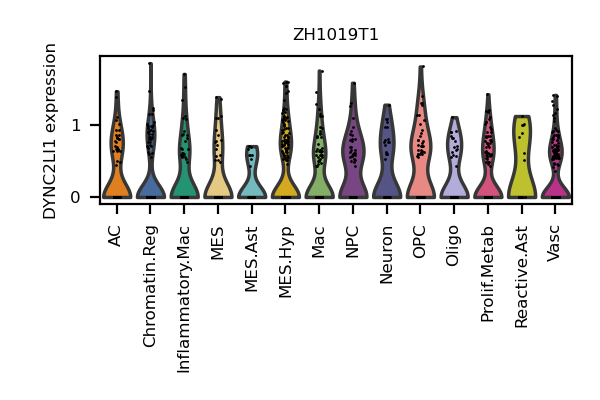 ZH1019T1
DYNC2LI1 expression
1
0
AC
Chromatin.Reg
Inflammatory.Mac
MES
MES.Ast
MES.Hyp
Mac
NPC
Neuron
OPC
Oligo
Prolif.Metab
Reactive.Ast
Vasc